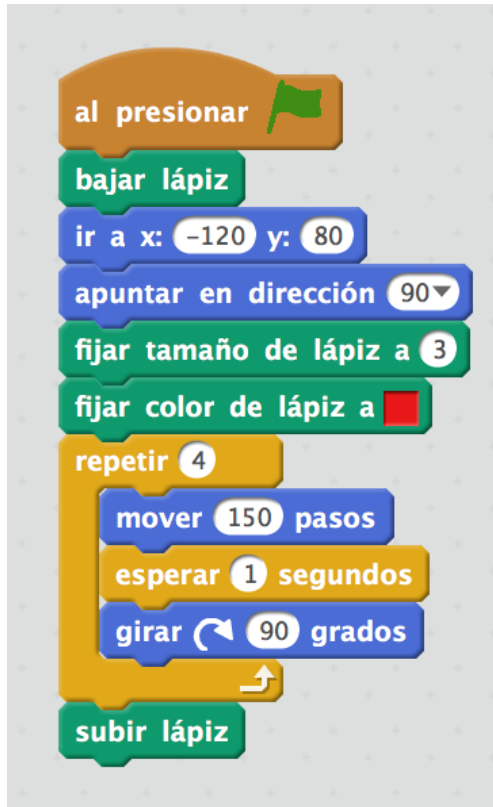 al presionar
bajar lápiz
ir a x: -120 y: 80
apuntar en dirección 90
fijar tamaño de lápiz a 3
fijar color de lápiz a
repetir 4
mover 150 pasos
esperar 1 segundos
girar 90 grados
subir lápiz